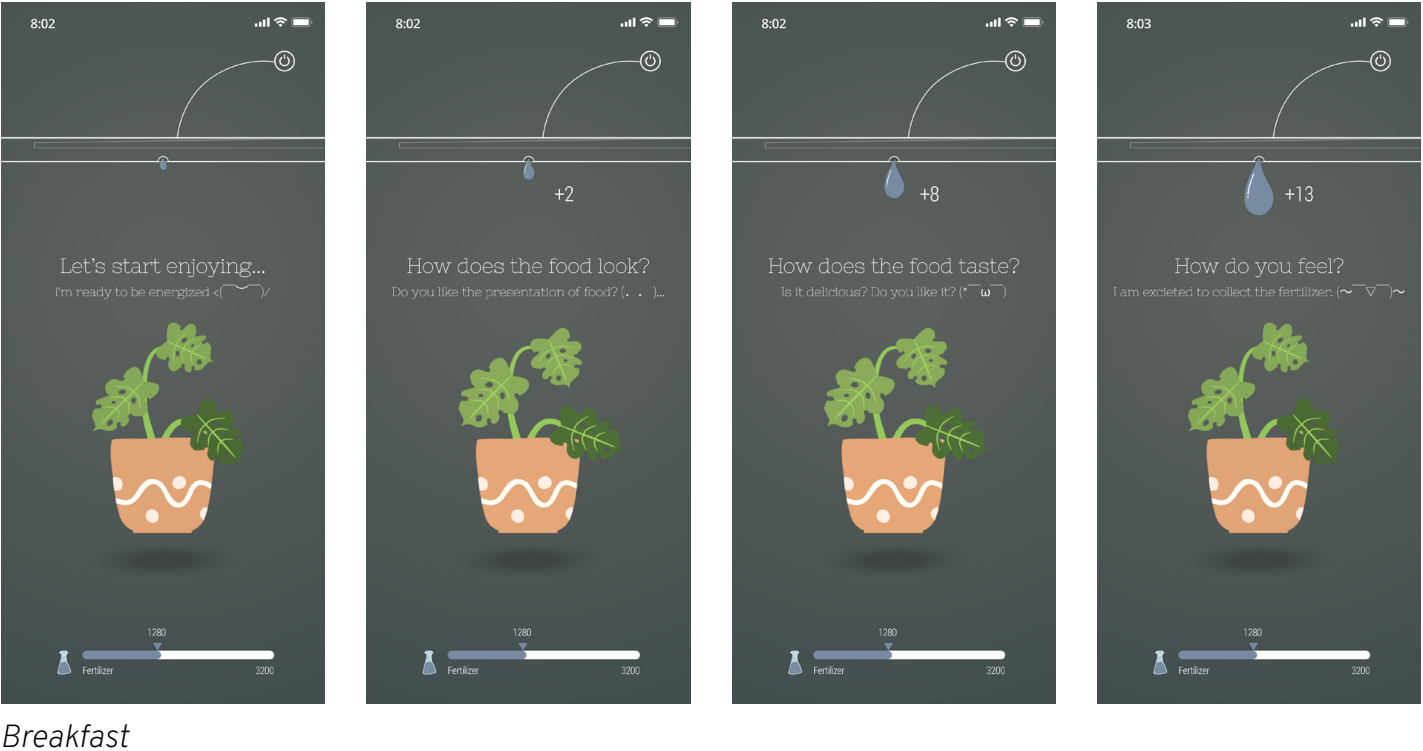 8:02
Let's start enjoying...
I'm ready to be energized <(￣︶￣)/
1280
Fertilizer 3200
8:02
+2
How does the food look?
Do you like the presentation of food? (. . )...
1280
Fertilizer 3200
8:02
+8
How does the food taste?
Is it delicious? Do you like it? (*￣ω￣)
1280
Fertilizer 3200
8:03
+13
How do you feel?
I am excieted to collect the fertilizer. (～￣▽￣)～
1280
Fertilizer 3200
Breakfast